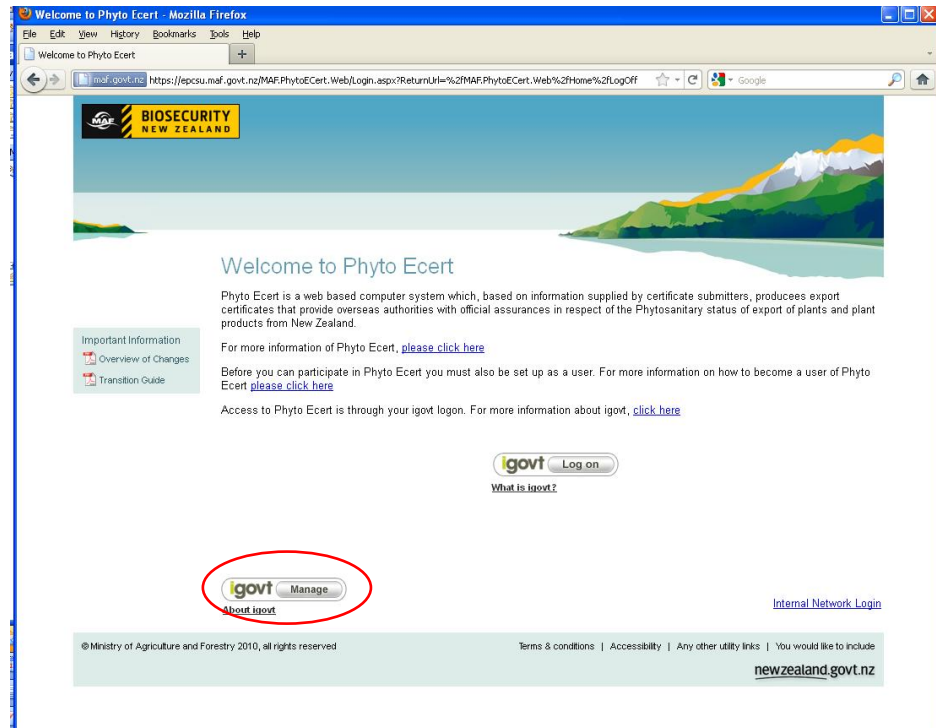 Welcome to Phyto Ecert - Mozilla Firefox
File Edit View History Bookmarks Tools Help
Welcome to Phyto Ecert +
maf.govt.nz https://epcsu.maf.govt.nz/MAF.PhytoECert.Web/Login.aspx?ReturnUrl=%2fMAF.PhytoECert.Web%2fHome%2fLogOff Google
MAF BIOSECURITY
NEW ZEALAND
Welcome to Phyto Ecert
Phyto Ecert is a web based computer system which, based on information supplied by certificate submitters, producees export
certificates that provide overseas authorities with official assurances in respect of the Phytosanitary status of export of plants and plant
products from New Zealand.
Important Information
Overview of Changes
Transition Guide
For more information of Phyto Ecert, please click here
Before you can participate in Phyto Ecert you must also be set up as a user. For more information on how to become a user of Phyto
Ecert please click here
Access to Phyto Ecert is through your igovt logon. For more information about igovt, click here
igovt Log on
What is igovt?
igovt Manage
About igovt
Internal Network Login
© Ministry of Agriculture and Forestry 2010, all rights reserved
Terms & conditions | Accessibility | Any other utility links | You would like to include
newzealand.govt.nz